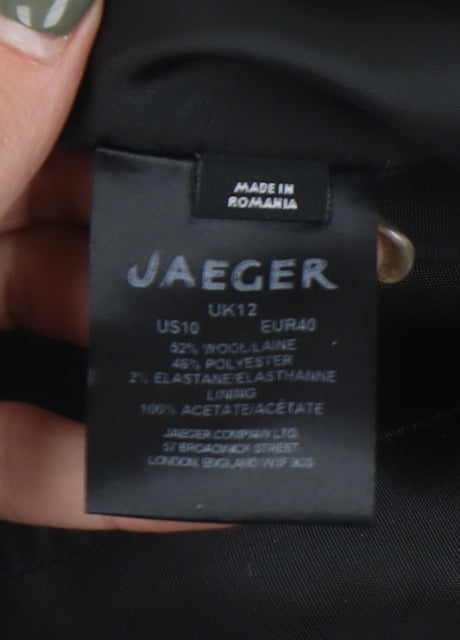 MADE IN
ROMANIA
JAEGER
UK12
US10 EUR40
52% WOOL/LAINE
46% POLYESTER
2% ELASTANE/ELASTHANNE
LINING
100% ACETATE/ACÉTATE
JAEGER COMPANY LTD
57 BROADWICK STREET
LONDON, ENGLAND W1F 9QS